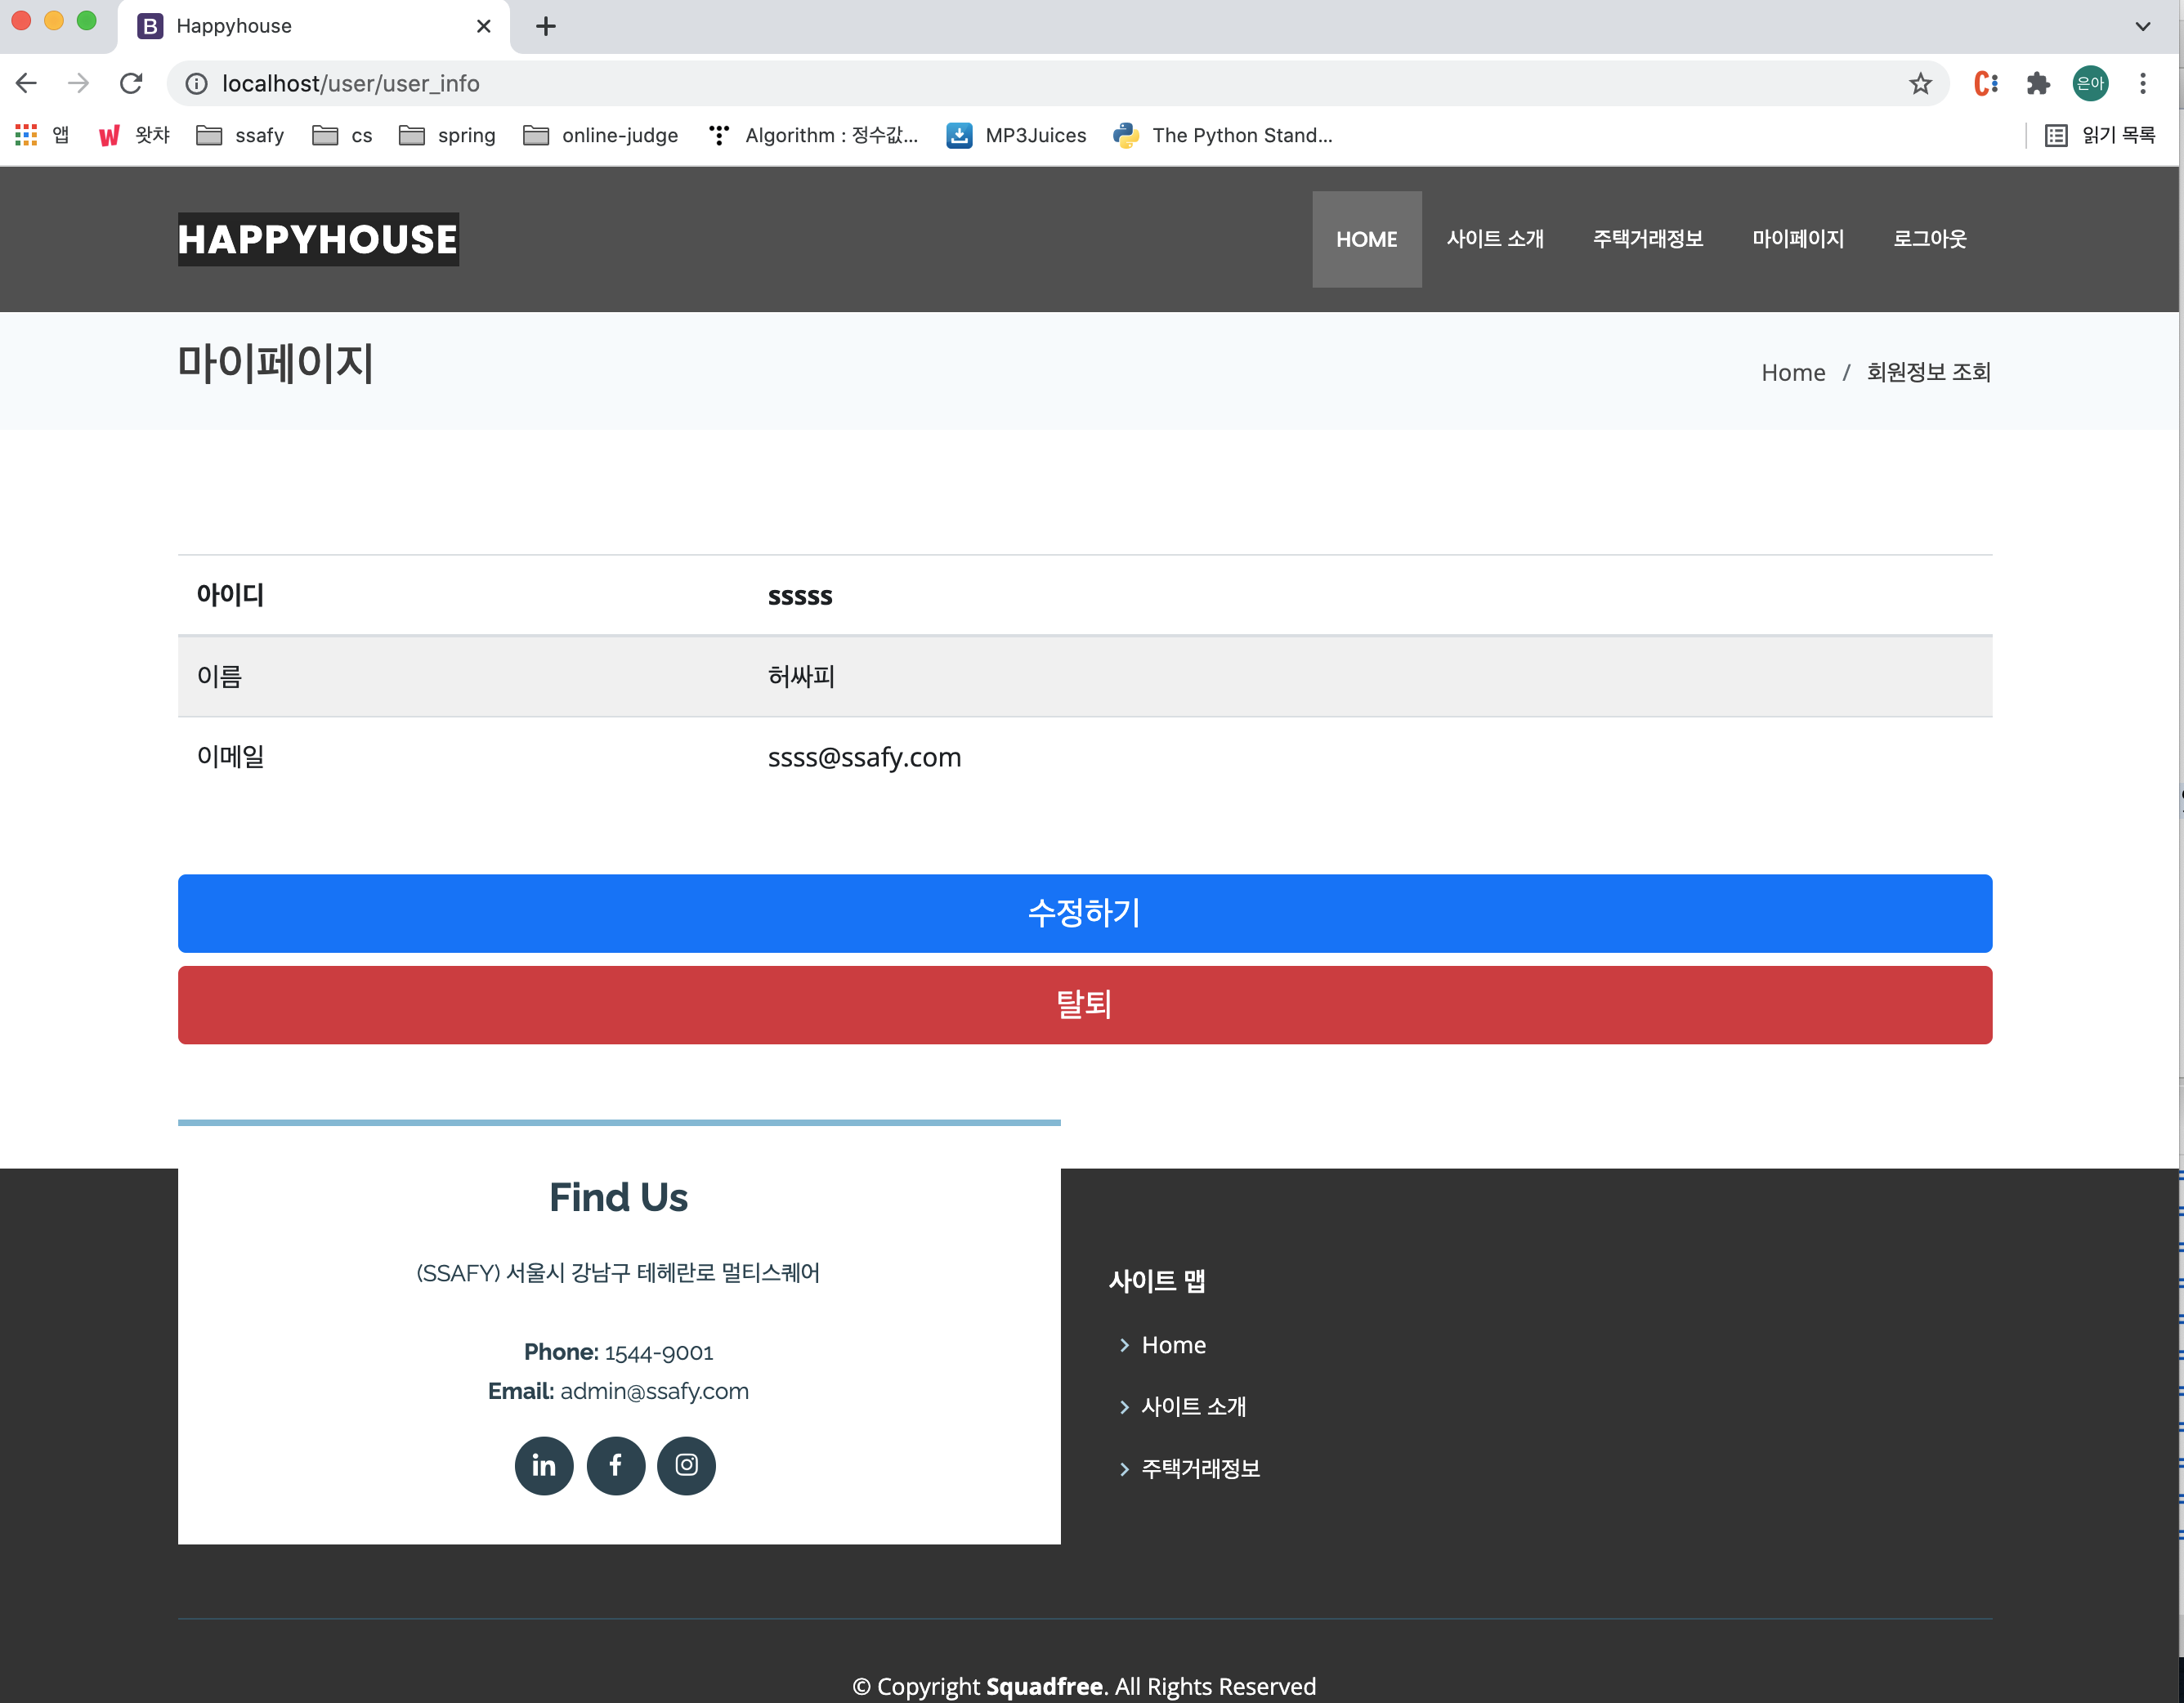 Happyhouse
localhost/user/user_info
은아
앱 왓챠 ssafy cs spring online-judge Algorithm : 정수값... MP3Juices The Python Stand... 읽기 목록
HAPPYHOUSE
HOME 사이트 소개 주택거래정보 마이페이지 로그아웃
마이페이지
Home / 회원정보 조회
아이디 sssss
이름 허싸피
이메일 ssss@ssafy.com
수정하기
탈퇴
Find Us
(SSAFY) 서울시 강남구 테헤란로 멀티스퀘어
Phone: 1544-9001
Email: admin@ssafy.com
사이트 맵
Home
사이트 소개
주택거래정보
© Copyright Squadfree. All Rights Reserved